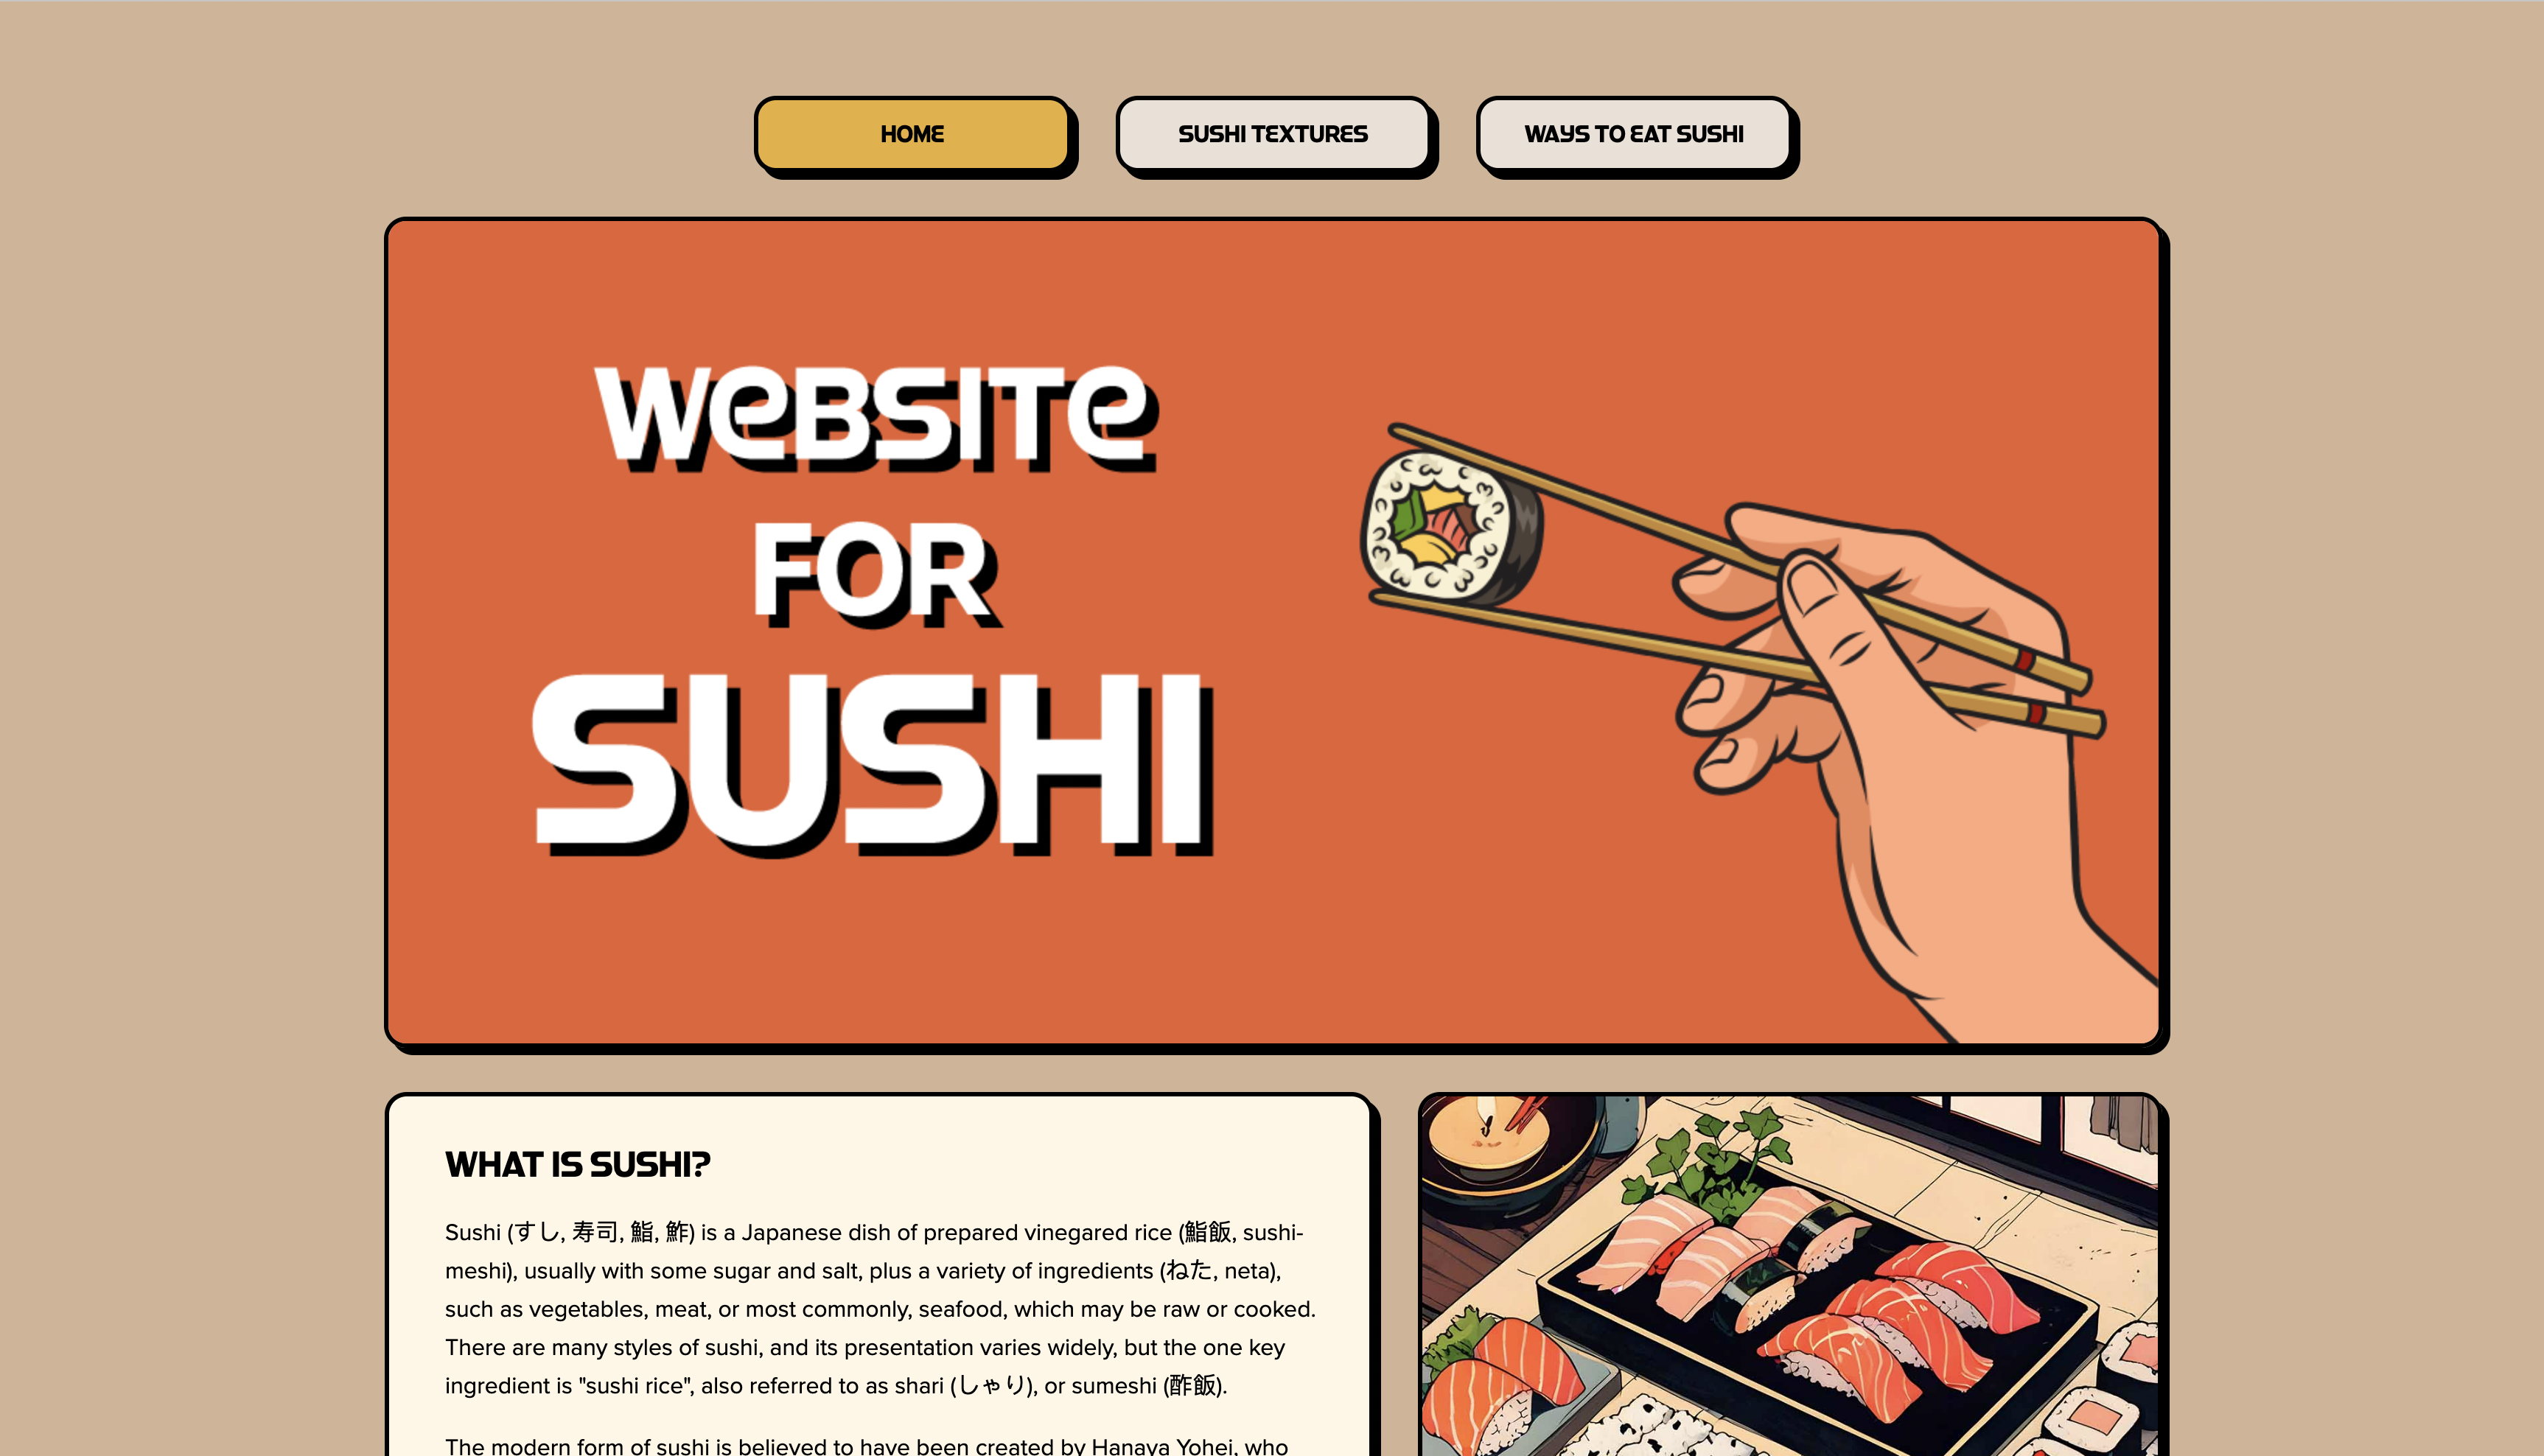 HOME
SUSHI TEXTURES
WAYS TO EAT SUSHI
WEBSITE
FOR
SUSHI
WHAT IS SUSHI?
Sushi (すし, 寿司, 鮨, 鮓) is a Japanese dish of prepared vinegared rice (鮨飯, sushi-
meshi), usually with some sugar and salt, plus a variety of ingredients (ねた, neta),
such as vegetables, meat, or most commonly, seafood, which may be raw or cooked.
There are many styles of sushi, and its presentation varies widely, but the one key
ingredient is "sushi rice", also referred to as shari (しゃり), or sumeshi (酢飯).
The modern form of sushi is believed to have been created by Hanaya Yohei, who